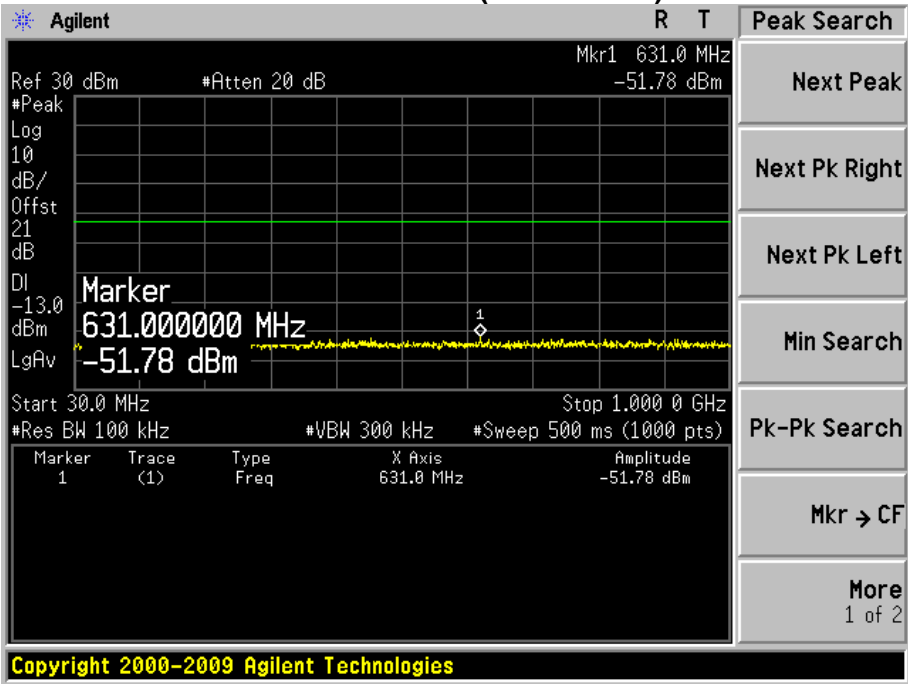 Agilent R T Peak Search
Mkr1 631.0 MHz
Ref 30 dBm #Atten 20 dB -51.78 dBm
#Peak
Log
10
dB/
Offst
21
dB
DI
-13.0
dBm
LgAv
Marker
631.000000 MHz
-51.78 dBm
1
Start 30.0 MHz Stop 1.000 0 GHz
#Res BW 100 kHz #VBW 300 kHz #Sweep 500 ms (1000 pts)
Marker Trace Type X Axis Amplitude
1 (1) Freq 631.0 MHz -51.78 dBm
Next Peak
Next Pk Right
Next Pk Left
Min Search
Pk-Pk Search
Mkr → CF
More
1 of 2
Copyright 2000-2009 Agilent Technologies